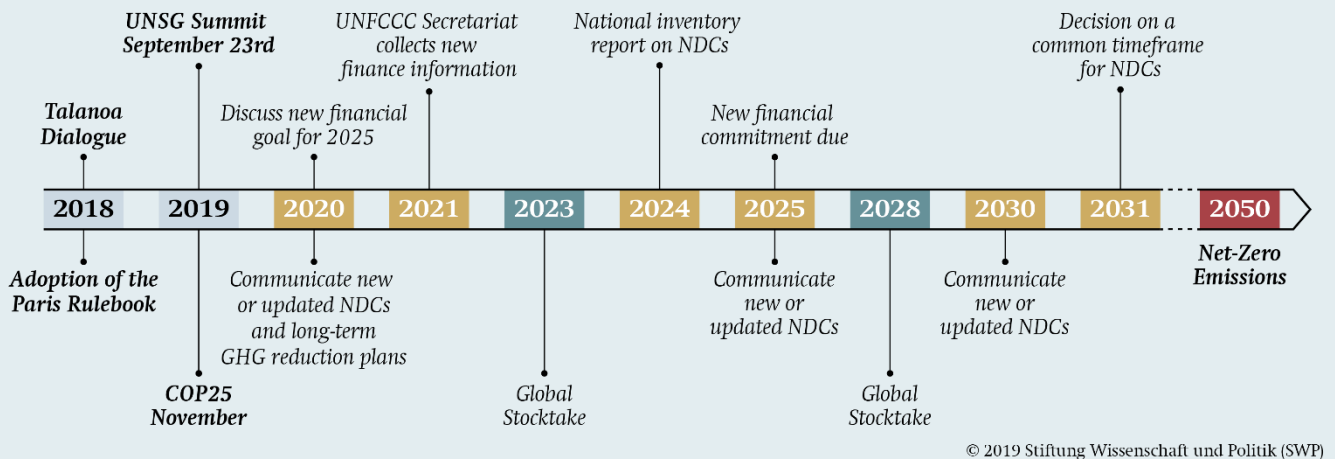 UNSG Summit
September 23rd
UNFCCC Secretariat
collects new
finance information
National inventory
report on NDCs
Decision on a
common timeframe
for NDCs
Talanoa
Dialogue
Discuss new financial
goal for 2025
New financial
commitment due
2018
2019
2020
2021
2023
2024
2025
2028
2030
2031
2050
Adoption of the
Paris Rulebook
Communicate new
or updated NDCs
and long-term
GHG reduction plans
Communicate
new or
updated NDCs
Communicate
new or
updated NDCs
Net-Zero
Emissions
COP25
November
Global
Stocktake
Global
Stocktake
© 2019 Stiftung Wissenschaft und Politik (SWP)